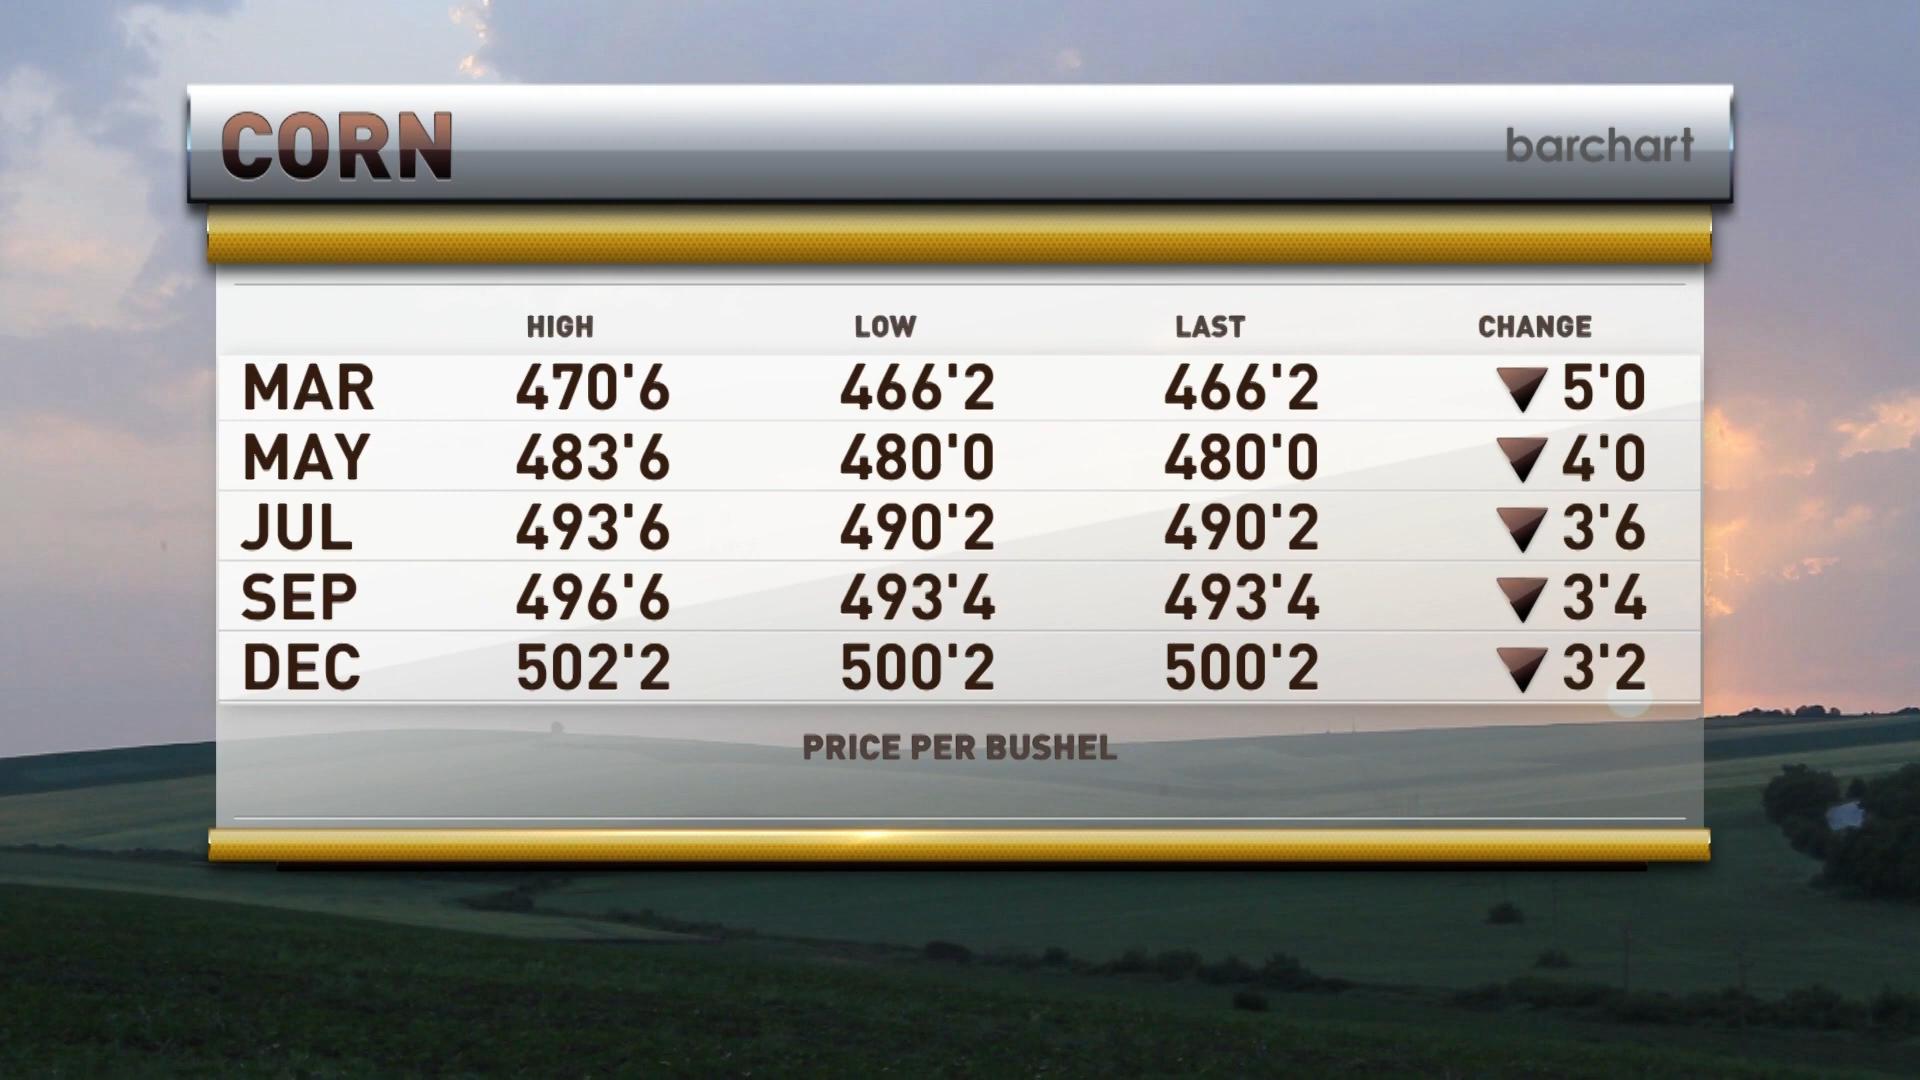 CORN barchart
HIGH LOW LAST CHANGE
MAR 470'6 466'2 466'2 ▼ 5'0
MAY 483'6 480'0 480'0 ▼ 4'0
JUL 493'6 490'2 490'2 ▼ 3'6
SEP 496'6 493'4 493'4 ▼ 3'4
DEC 502'2 500'2 500'2 ▼ 3'2
PRICE PER BUSHEL